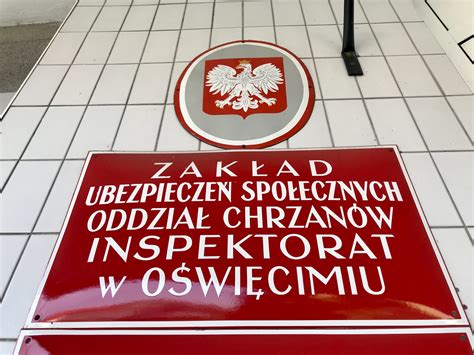 ZAKŁAD
UBEZPIECZEŃ SPOŁECZNYCH
ODDZIAŁ CHRZANÓW
INSPEKTORAT
w OŚWIĘCIMIU